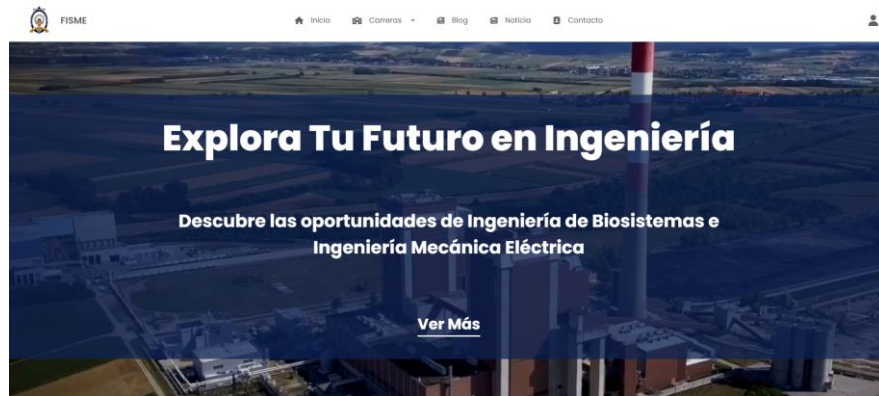 FISME
Inicio
Carreras
Blog
Noticia
Contacto
Explora Tu Futuro en Ingeniería
Descubre las oportunidades de Ingeniería de Biosistemas e
Ingeniería Mecánica Eléctrica
Ver Más